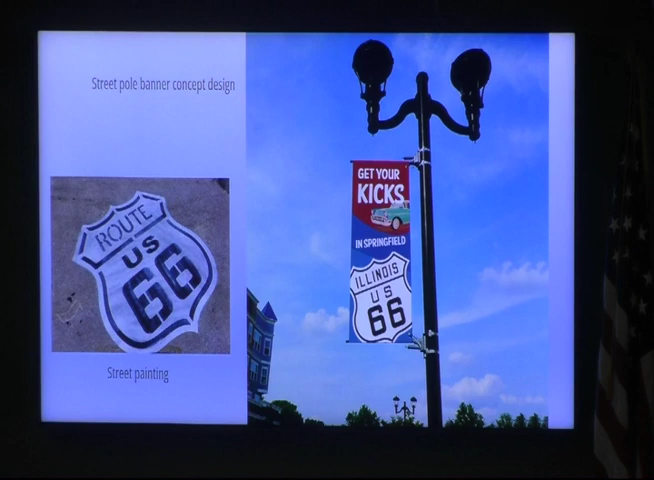 Street pole banner concept design
ROUTE
US
66
Street painting
GET YOUR
KICKS
IN SPRINGFIELD
ILLINOIS
US
66